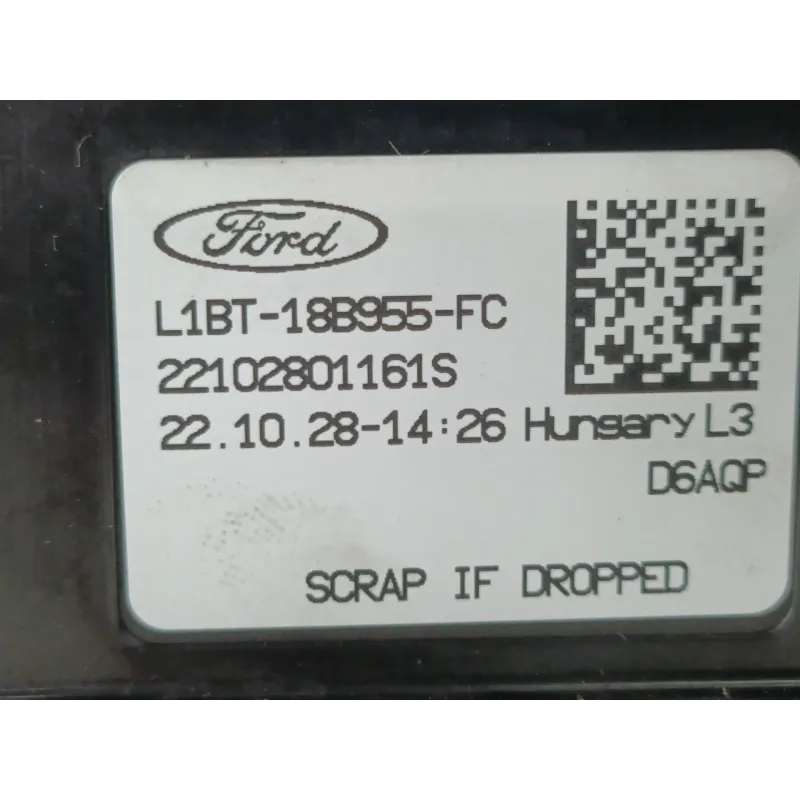 Ford
L1BT-18B955-FC
22102801161S
22.10.28-14:26 Hungary L3
D6AQP
SCRAP IF DROPPED